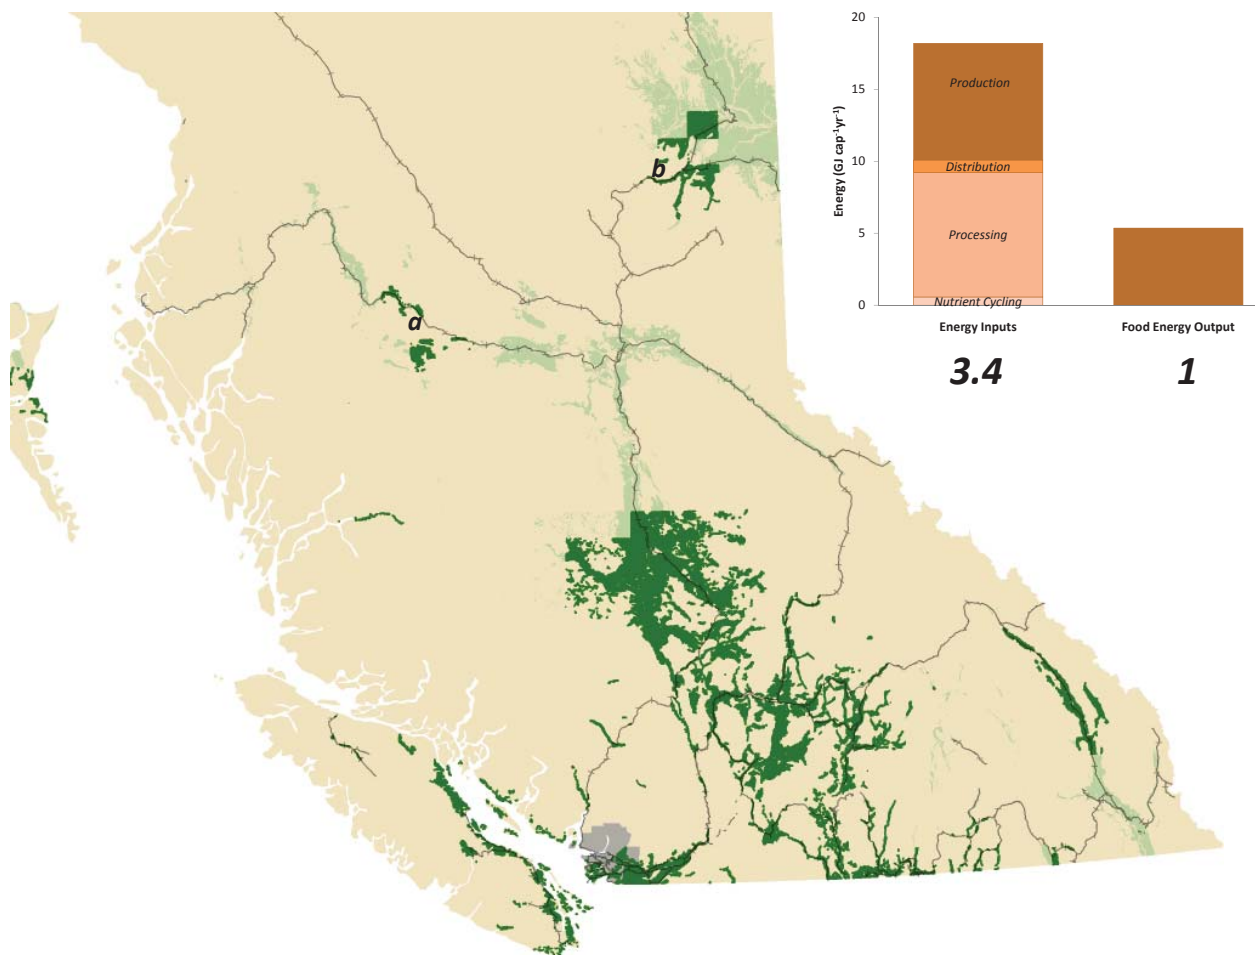 20
15
10
5
0
Energy (GJ cap⁻¹yr⁻¹)
Production
Distribution
Processing
Nutrient Cycling
Energy Inputs
Food Energy Output
3.4
1
b
a